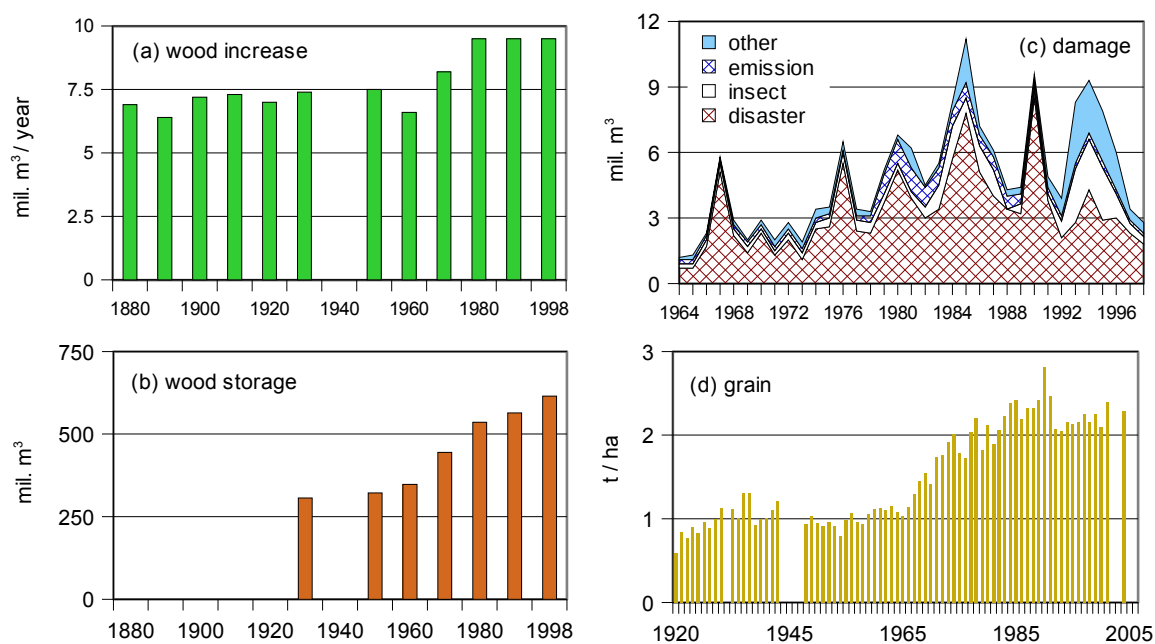 (a) wood increase
mil. m³ / year
10
7.5
5
2.5
0
1880 1900 1920 1940 1960 1980 1998
(c) damage
other
emission
insect
disaster
mil. m³
12
9
6
3
0
1964 1968 1972 1976 1980 1984 1988 1992 1996
(b) wood storage
mil. m³
750
500
250
0
1880 1900 1920 1940 1960 1980 1998
(d) grain
t / ha
3
2
1
0
1920 1945 1965 1985 2005